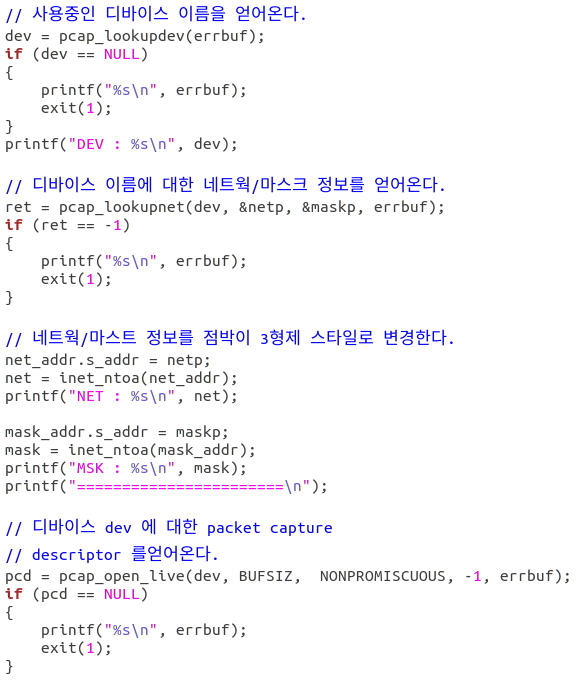 // 사용중인 디바이스 이름을 얻어온다.
dev = pcap_lookupdev(errbuf);
if (dev == NULL)
{
    printf("%s\n", errbuf);
    exit(1);
}
printf("DEV : %s\n", dev);

// 디바이스 이름에 대한 네트웍/마스크 정보를 얻어온다.
ret = pcap_lookupnet(dev, &netp, &maskp, errbuf);
if (ret == -1)
{
    printf("%s\n", errbuf);
    exit(1);
}

// 네트웍/마스트 정보를 점박이 3형제 스타일로 변경한다.
net_addr.s_addr = netp;
net = inet_ntoa(net_addr);
printf("NET : %s\n", net);

mask_addr.s_addr = maskp;
mask = inet_ntoa(mask_addr);
printf("MSK : %s\n", mask);
printf("=======================\n");

// 디바이스 dev 에 대한 packet capture
// descriptor 를얻어온다.
pcd = pcap_open_live(dev, BUFSIZ,  NONPROMISCUOUS, -1, errbuf);
if (pcd == NULL)
{
    printf("%s\n", errbuf);
    exit(1);
}